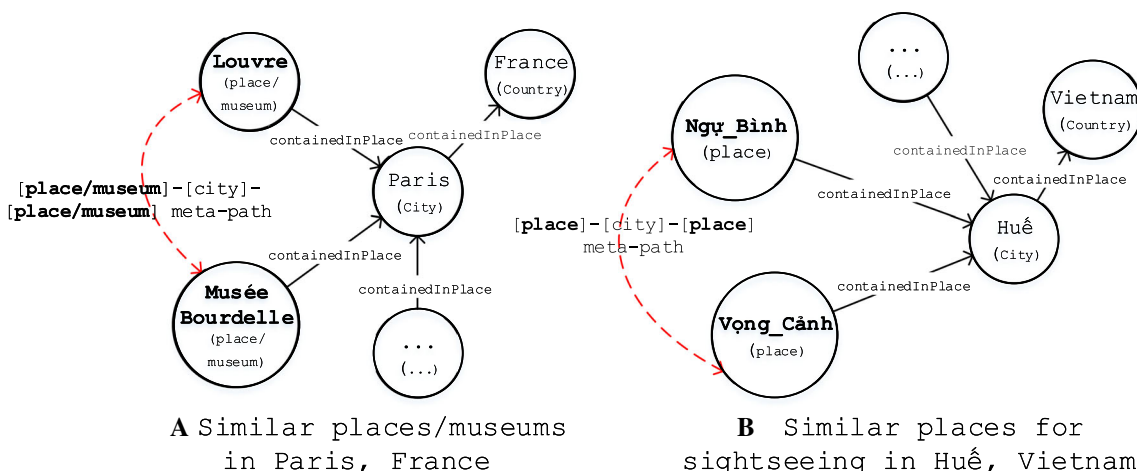 Louvre
(place/
museum)
France
(Country)
containedInPlace
containedInPlace
Paris
(City)
[place/museum]-[city]-
[place/museum] meta-path
containedInPlace
Musée
Bourdelle
(place/
museum)
containedInPlace
...
(...)
A Similar places/museums
in Paris, France
...
(...)
Vietnam
(Country)
Ngự_Bình
(place)
containedInPlace
containedInPlace
containedInPlace
[place]-[city]-[place]
meta-path
Huế
(City)
containedInPlace
Vọng_Cảnh
(place)
B Similar places for
sightseeing in Huế, Vietnam